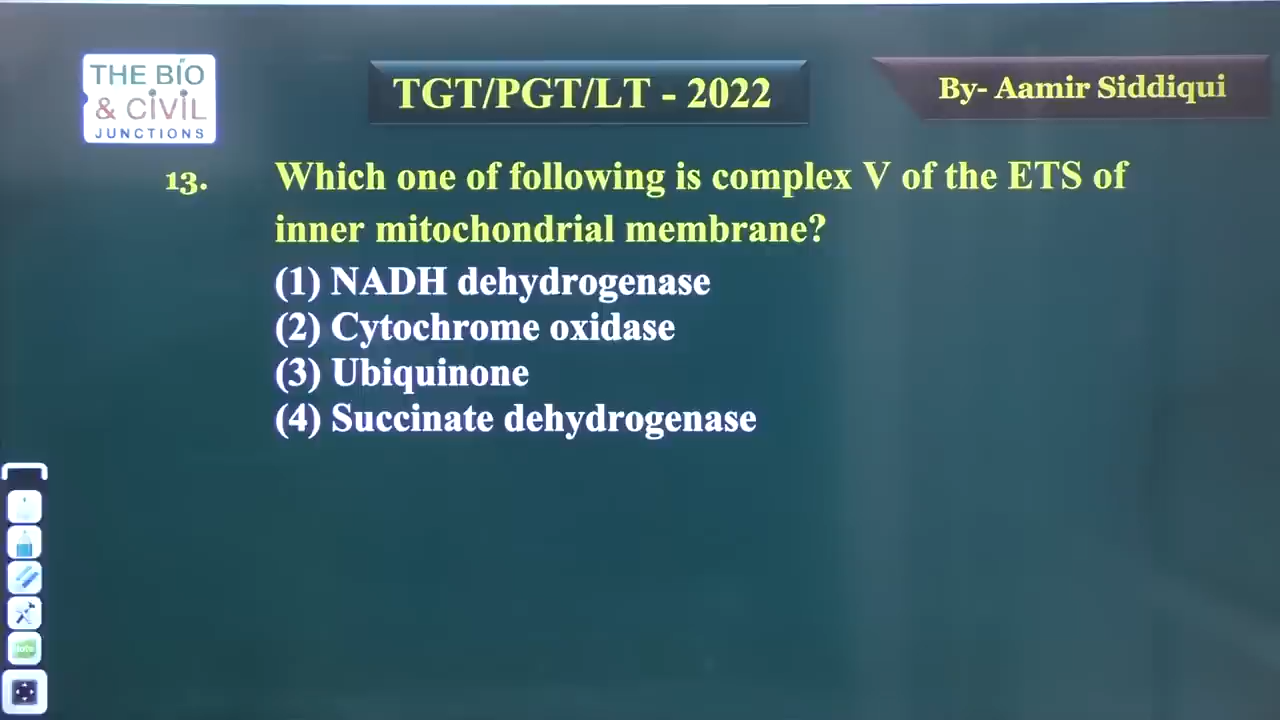 THE BIO
& CIVIL
JUNCTIONS
TGT/PGT/LT - 2022
By- Aamir Siddiqui
13. Which one of following is complex V of the ETS of
inner mitochondrial membrane?
(1) NADH dehydrogenase
(2) Cytochrome oxidase
(3) Ubiquinone
(4) Succinate dehydrogenase